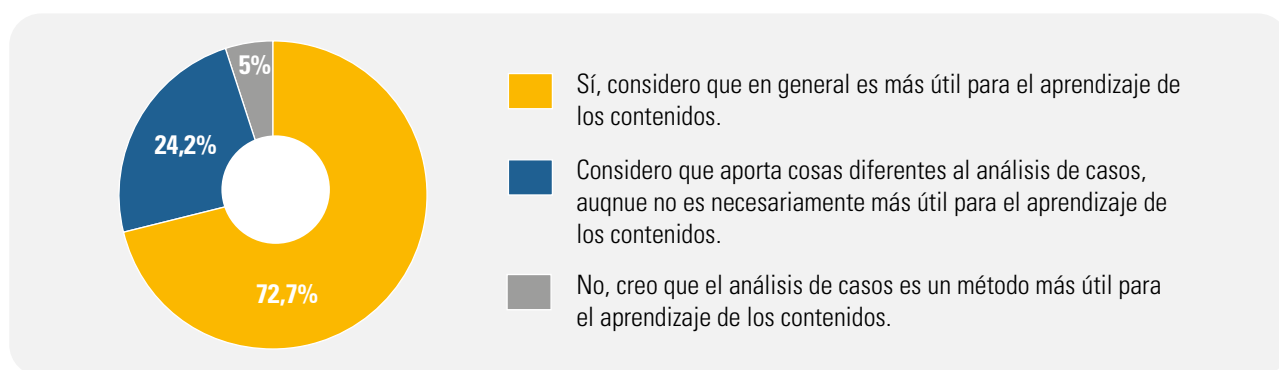 5%
24,2%
72,7%
Sí, considero que en general es más útil para el aprendizaje de
los contenidos.
Considero que aporta cosas diferentes al análisis de casos,
auqnue no es necesariamente más útil para el aprendizaje de
los contenidos.
No, creo que el análisis de casos es un método más útil para
el aprendizaje de los contenidos.